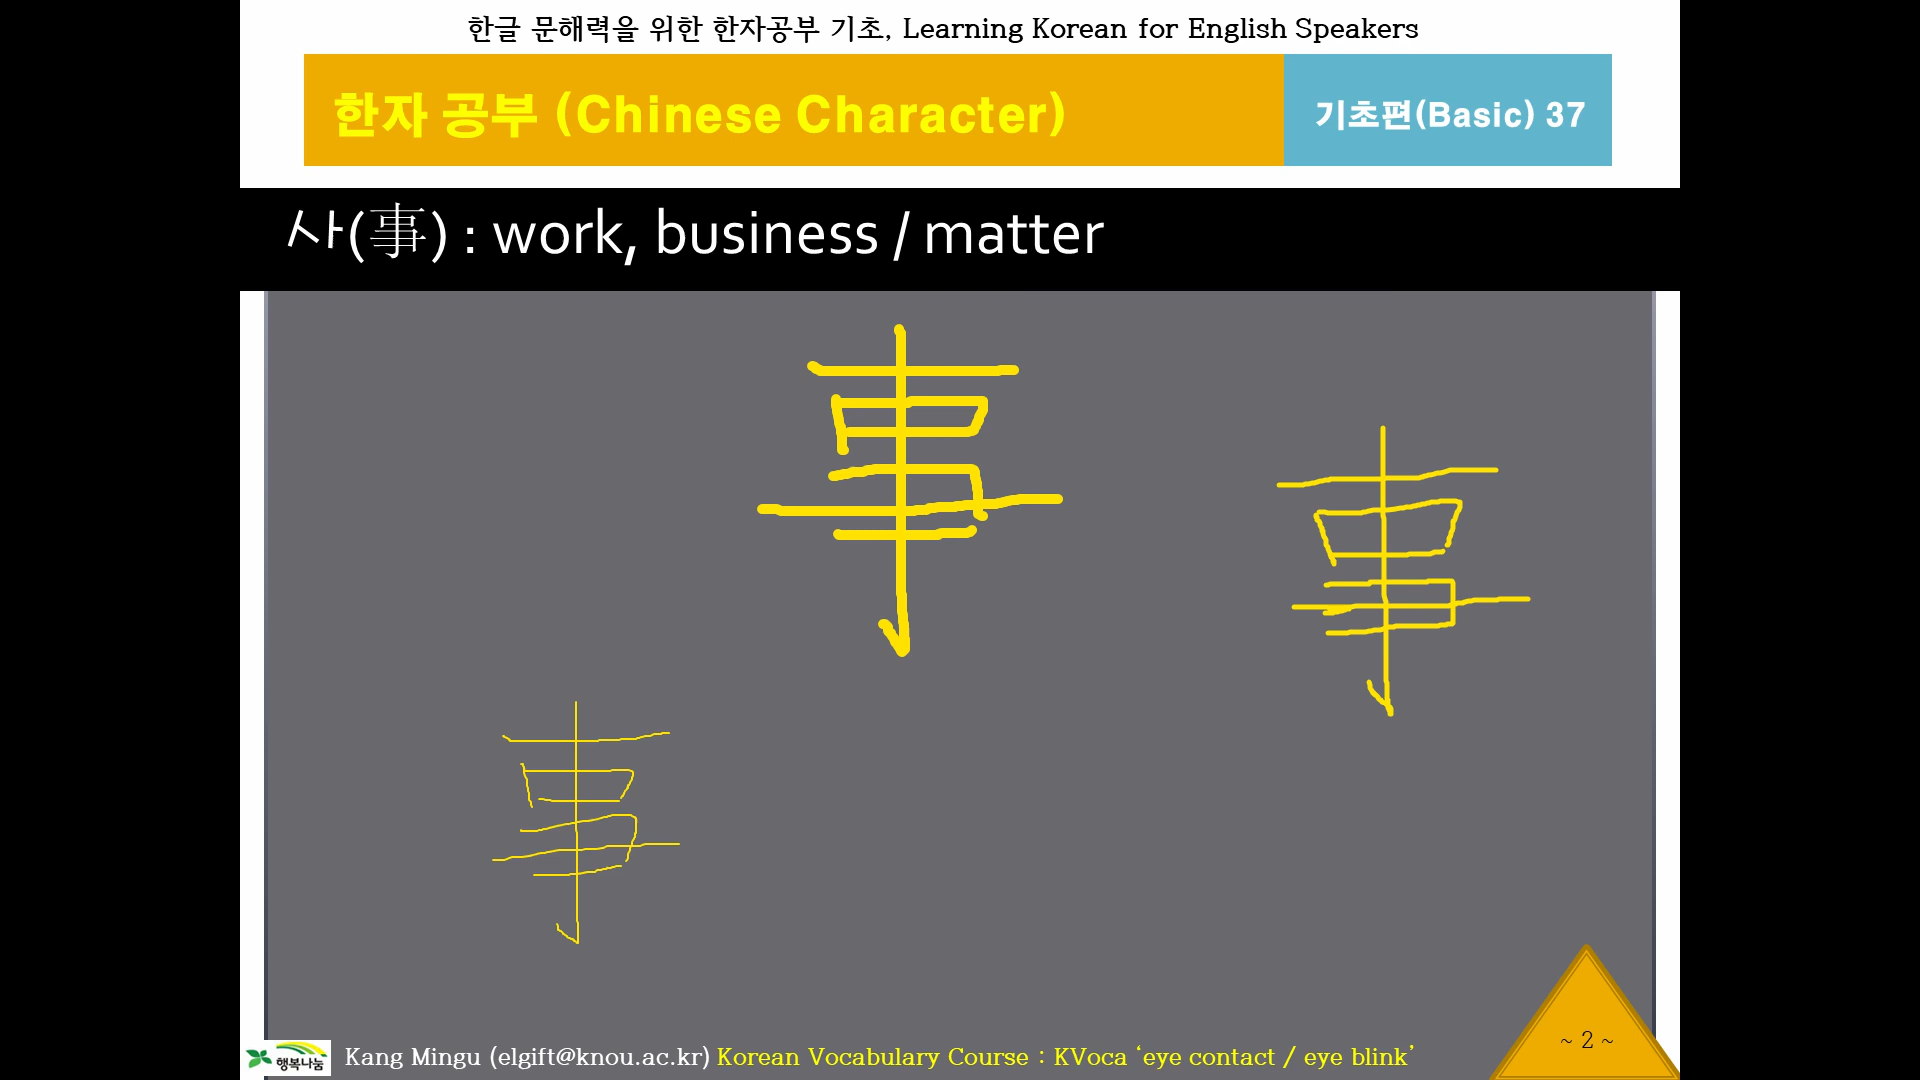 한글 문해력을 위한 한자공부 기초, Learning Korean for English Speakers
한자 공부 (Chinese Character)
기초편(Basic) 37
사(事) : work, business / matter
事
事
事
행복나눔
Kang Mingu (elgift@knou.ac.kr) Korean Vocabulary Course : KVoca ‘eye contact / eye blink’
~ 2 ~